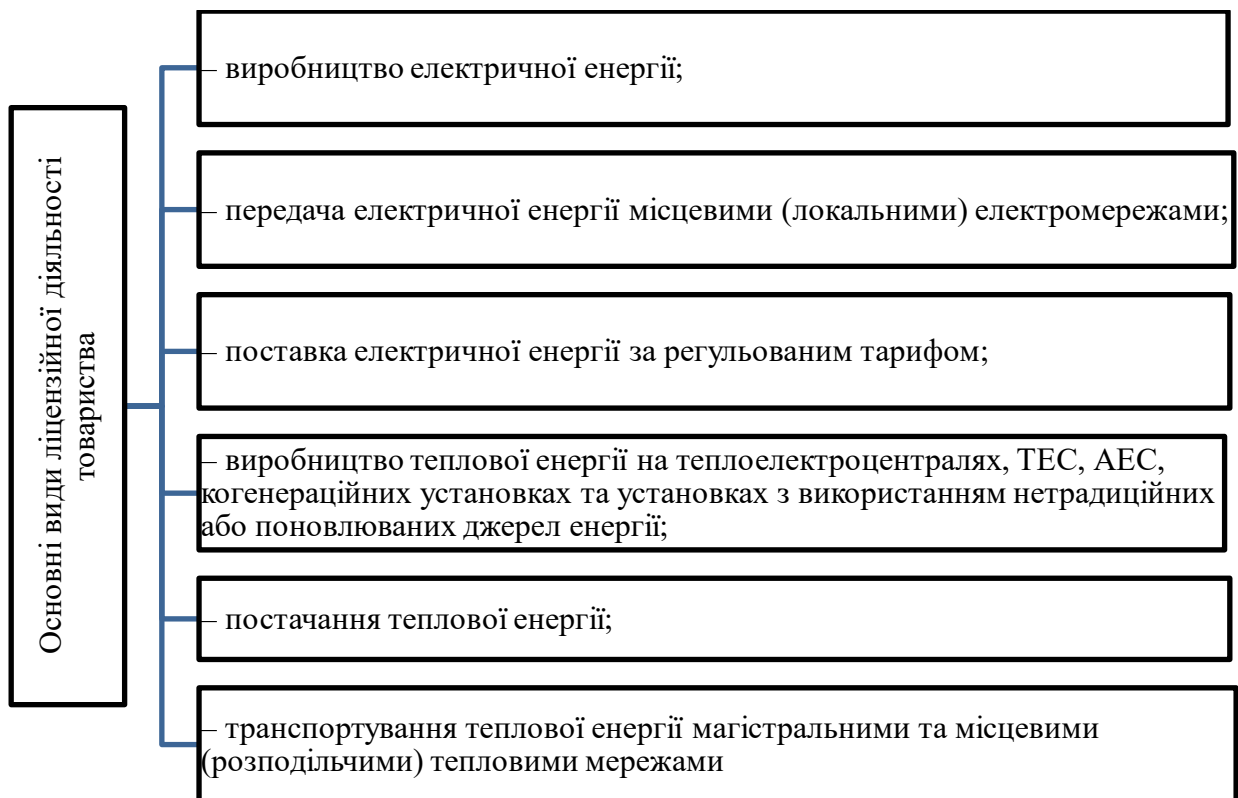 Основні види ліцензійної діяльності
товариства
– виробництво електричної енергії;
– передача електричної енергії місцевими (локальними) електромережами;
– поставка електричної енергії за регульованим тарифом;
– виробництво теплової енергії на теплоелектроцентралях, ТЕС, АЕС,
когенераційних установках та установках з використанням нетрадиційних
або поновлюваних джерел енергії;
– постачання теплової енергії;
– транспортування теплової енергії магістральними та місцевими
(розподільчими) тепловими мережами